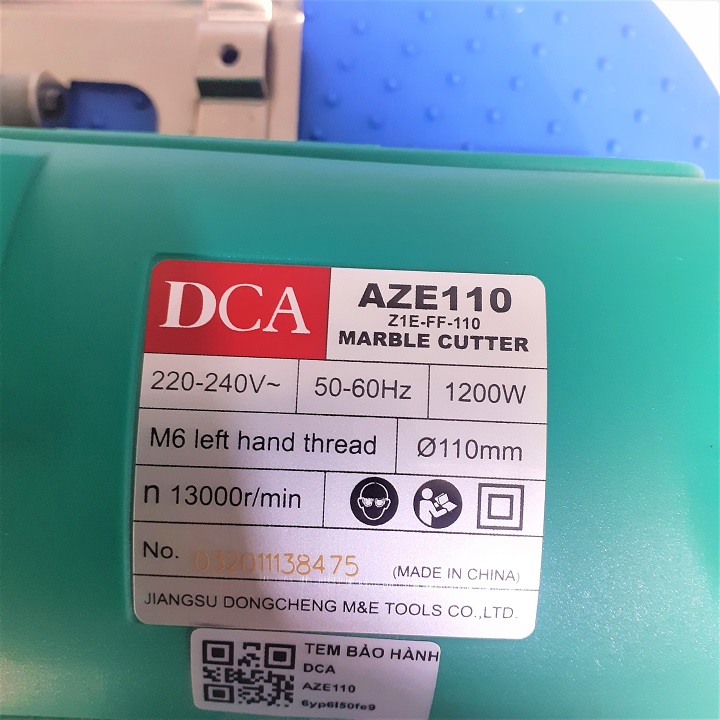 DCA
AZE110
Z1E-FF-110
MARBLE CUTTER
220-240V~ 50-60Hz 1200W
M6 left hand thread Ø110mm
n 13000r/min
No. 032011138475 (MADE IN CHINA)
JIANGSU DONGCHENG M&E TOOLS CO.,LTD.
TEM BẢO HÀNH
DCA
AZE110
6yp6l50fe9